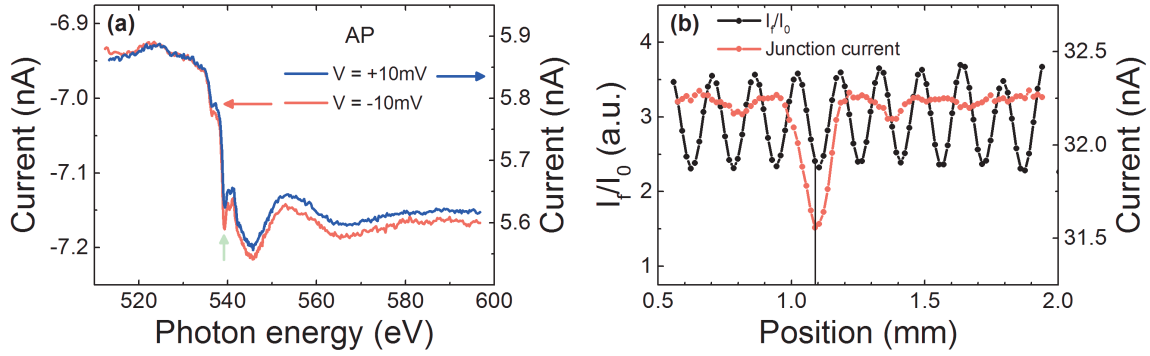 (a)
AP
V = +10mV
V = -10mV
-6.9
-7.0
-7.1
-7.2
Current (nA)
5.9
5.8
5.7
5.6
Current (nA)
520 540 560 580 600
Photon energy (eV)
(b)
If/I0
Junction current
4
3
2
1
If/I0 (a.u.)
32.5
32.0
31.5
Current (nA)
0.5 1.0 1.5 2.0
Position (mm)